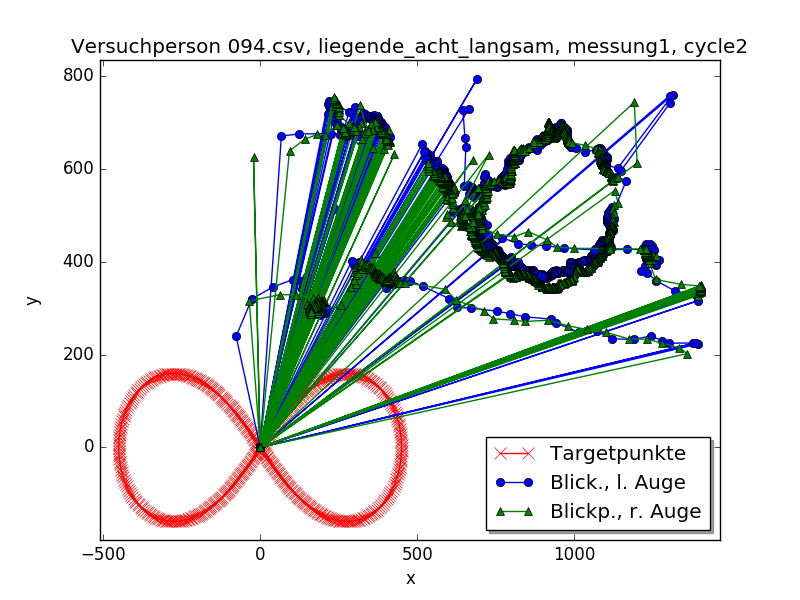 Versuchperson 094.csv, liegende_acht_langsam, messung1, cycle2
800
600
400
200
0
−500
0
500
1000
y
x
Targetpunkte
Blick., l. Auge
Blickp., r. Auge